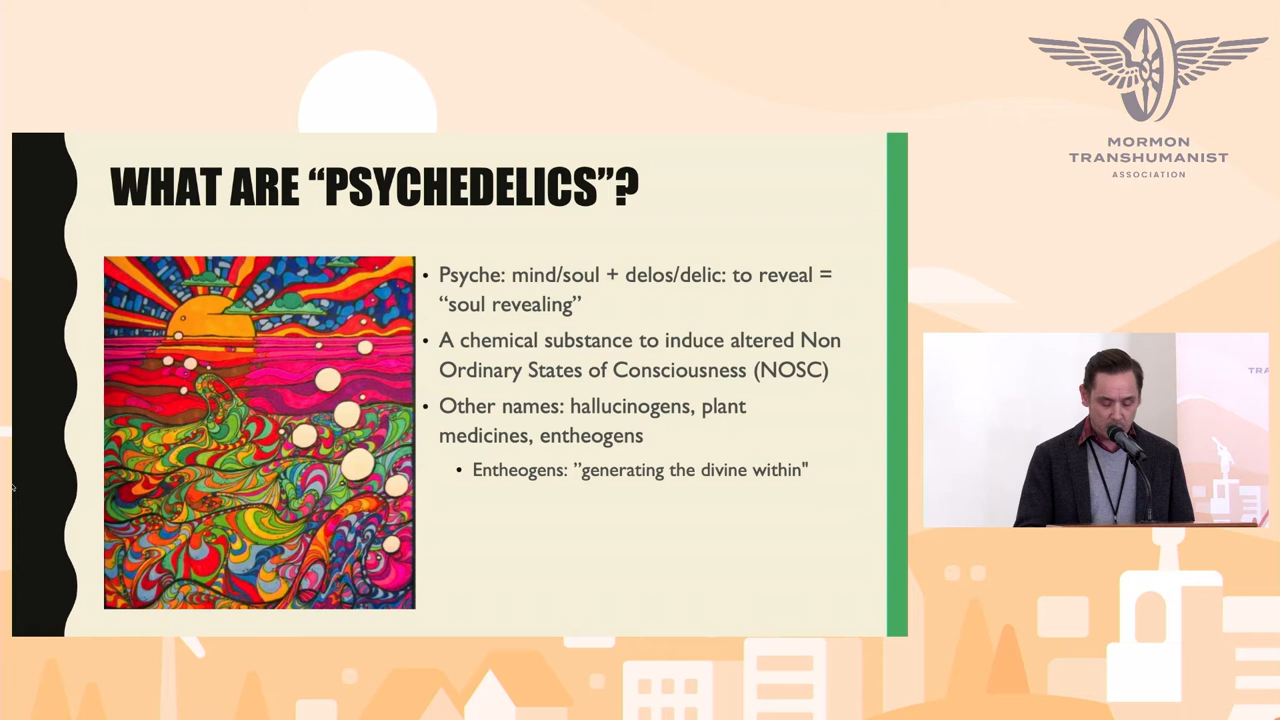 MORMON
TRANSHUMANIST
ASSOCIATION
WHAT ARE “PSYCHEDELICS”?
• Psyche: mind/soul + delos/delic: to reveal =
“soul revealing”
• A chemical substance to induce altered Non
Ordinary States of Consciousness (NOSC)
• Other names: hallucinogens, plant
medicines, entheogens
• Entheogens: ”generating the divine within"
TRA